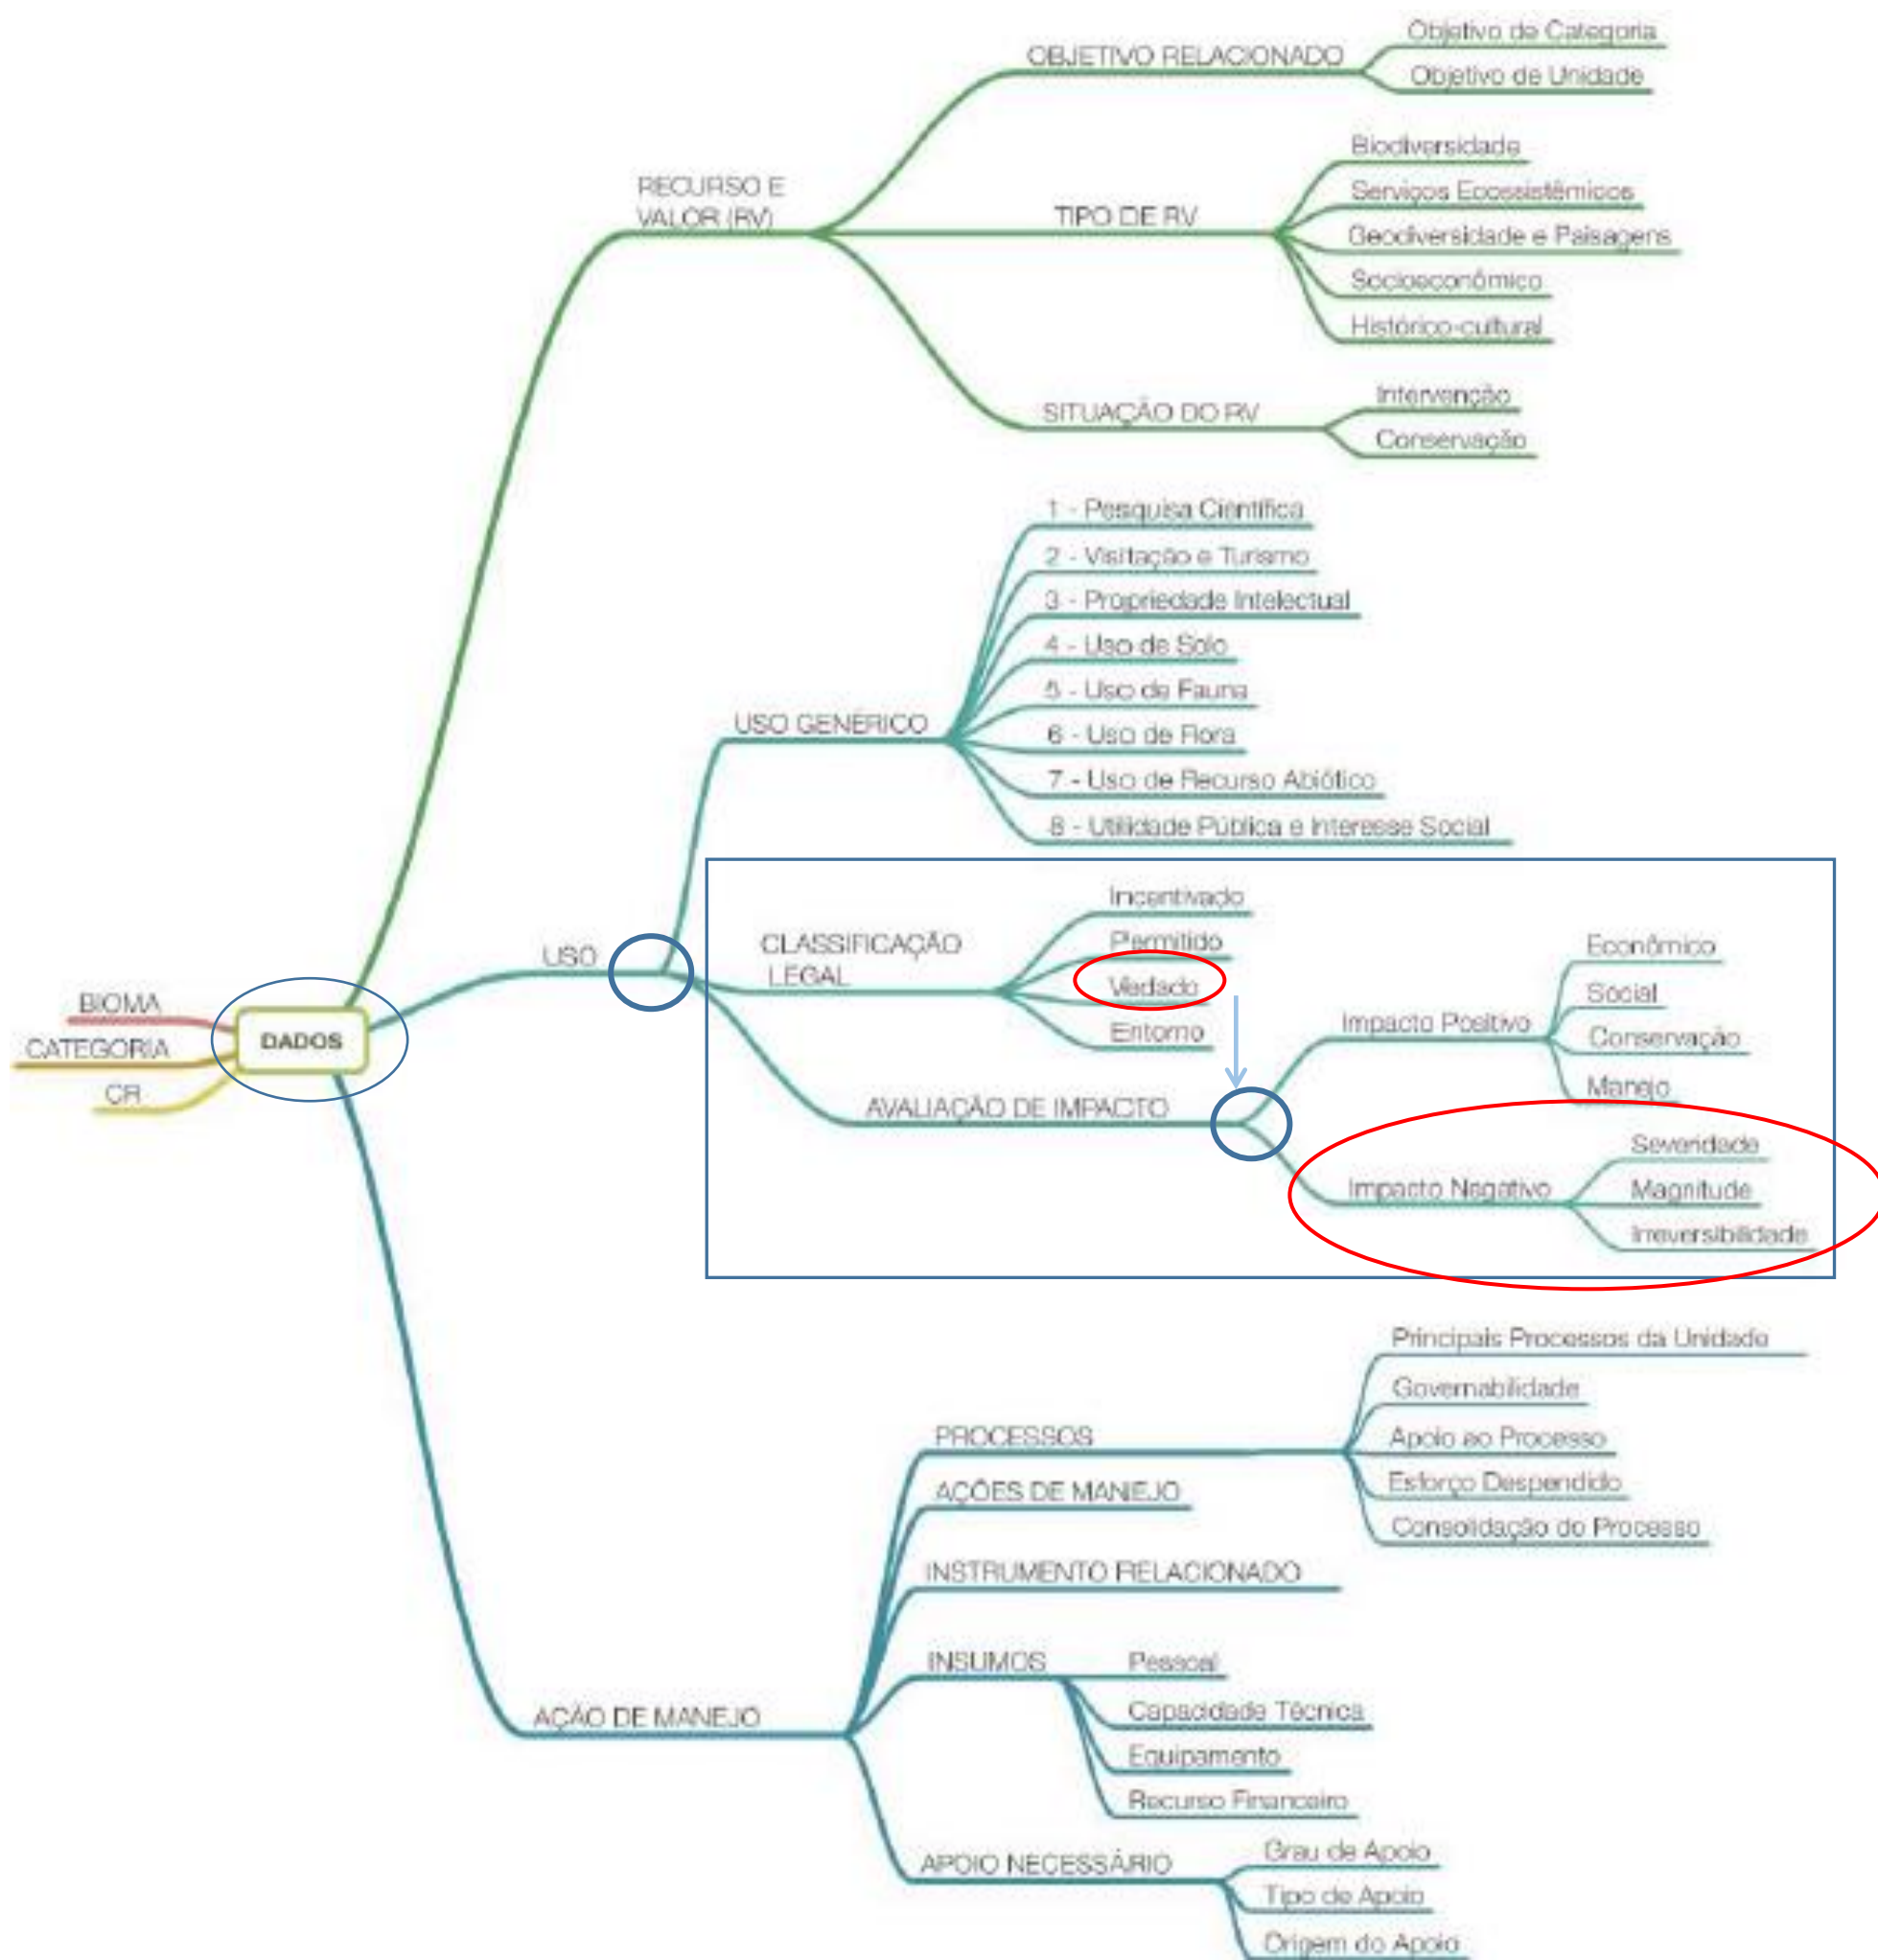 OBJETIVO RELACIONADO
Objetivo de Categoria
Objetivo de Unidade
RECURSO E
VALOR (RV)
TIPO DE RV
Biodiversidade
Serviços Ecossistêmicos
Geodiversidade e Paisagens
Socioeconômico
Histórico-cultural
SITUAÇÃO DO RV
Intervenção
Conservação
USO GENÉRICO
1 - Pesquisa Científica
2 - Visitação e Turismo
3 - Propriedade Intelectual
4 - Uso de Solo
5 - Uso de Fauna
6 - Uso de Flora
7 - Uso de Recurso Abiótico
8 - Utilidade Pública e Interesse Social
USO
CLASSIFICAÇÃO
LEGAL
Incentivado
Permitido
Vedado
Entorno
AVALIAÇÃO DE IMPACTO
Impacto Positivo
Econômico
Social
Conservação
Manejo
Impacto Negativo
Severidade
Magnitude
Irreversibilidade
BIOMA
CATEGORIA
CR
DADOS
AÇÃO DE MANEJO
PROCESSOS
Principais Processos da Unidade
Governabilidade
Apoio ao Processo
Esforço Despendido
Consolidação do Processo
AÇÕES DE MANEJO
INSTRUMENTO RELACIONADO
INSUMOS
Pessoal
Capacidade Técnica
Equipamento
Recurso Financeiro
APOIO NECESSÁRIO
Grau de Apoio
Tipo de Apoio
Origem do Apoio